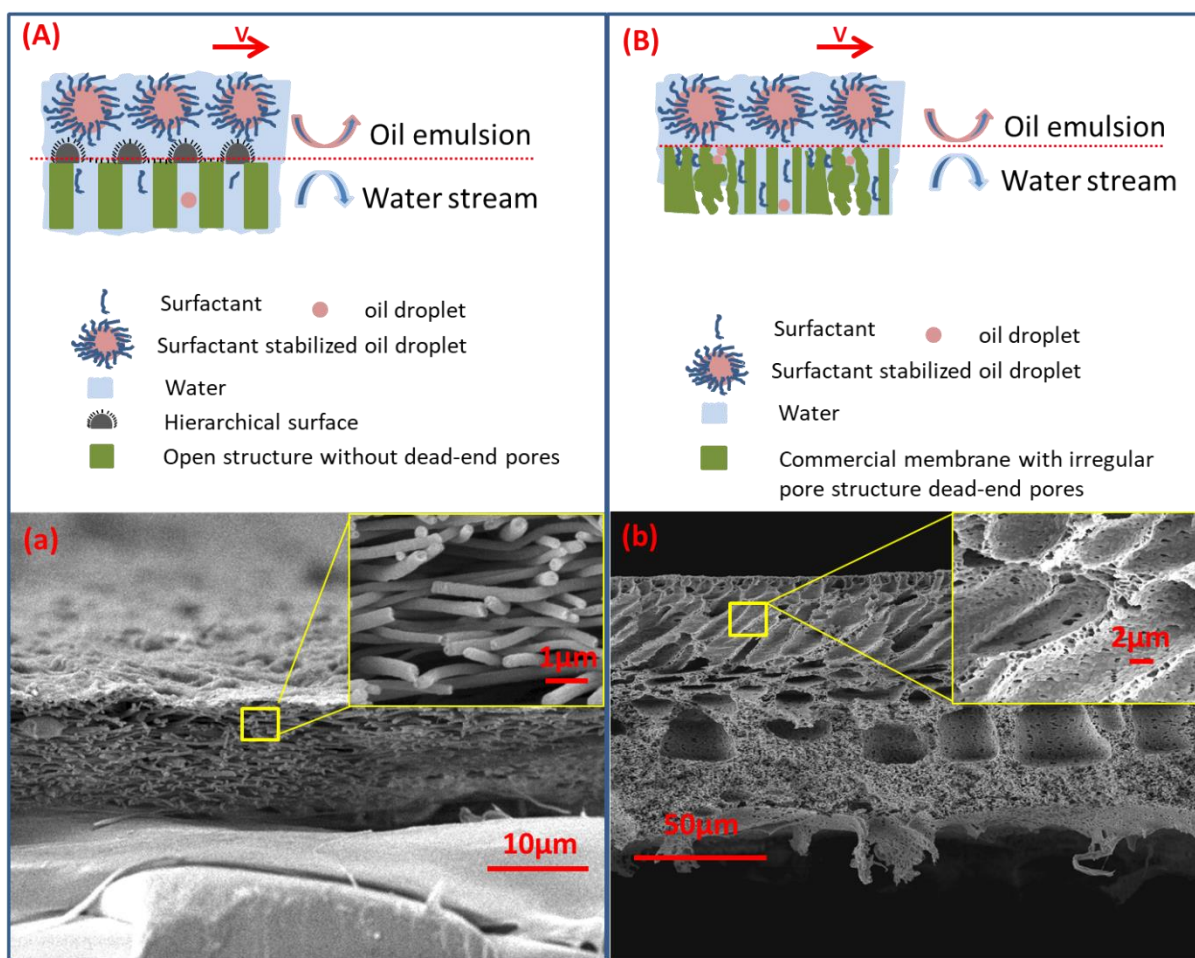 (A)
V
Oil emulsion
Water stream
Surfactant
oil droplet
Surfactant stabilized oil droplet
Water
Hierarchical surface
Open structure without dead-end pores
(B)
V
Oil emulsion
Water stream
Surfactant
oil droplet
Surfactant stabilized oil droplet
Water
Commercial membrane with irregular
pore structure dead-end pores
(a)
1μm
10μm
(b)
2μm
50μm